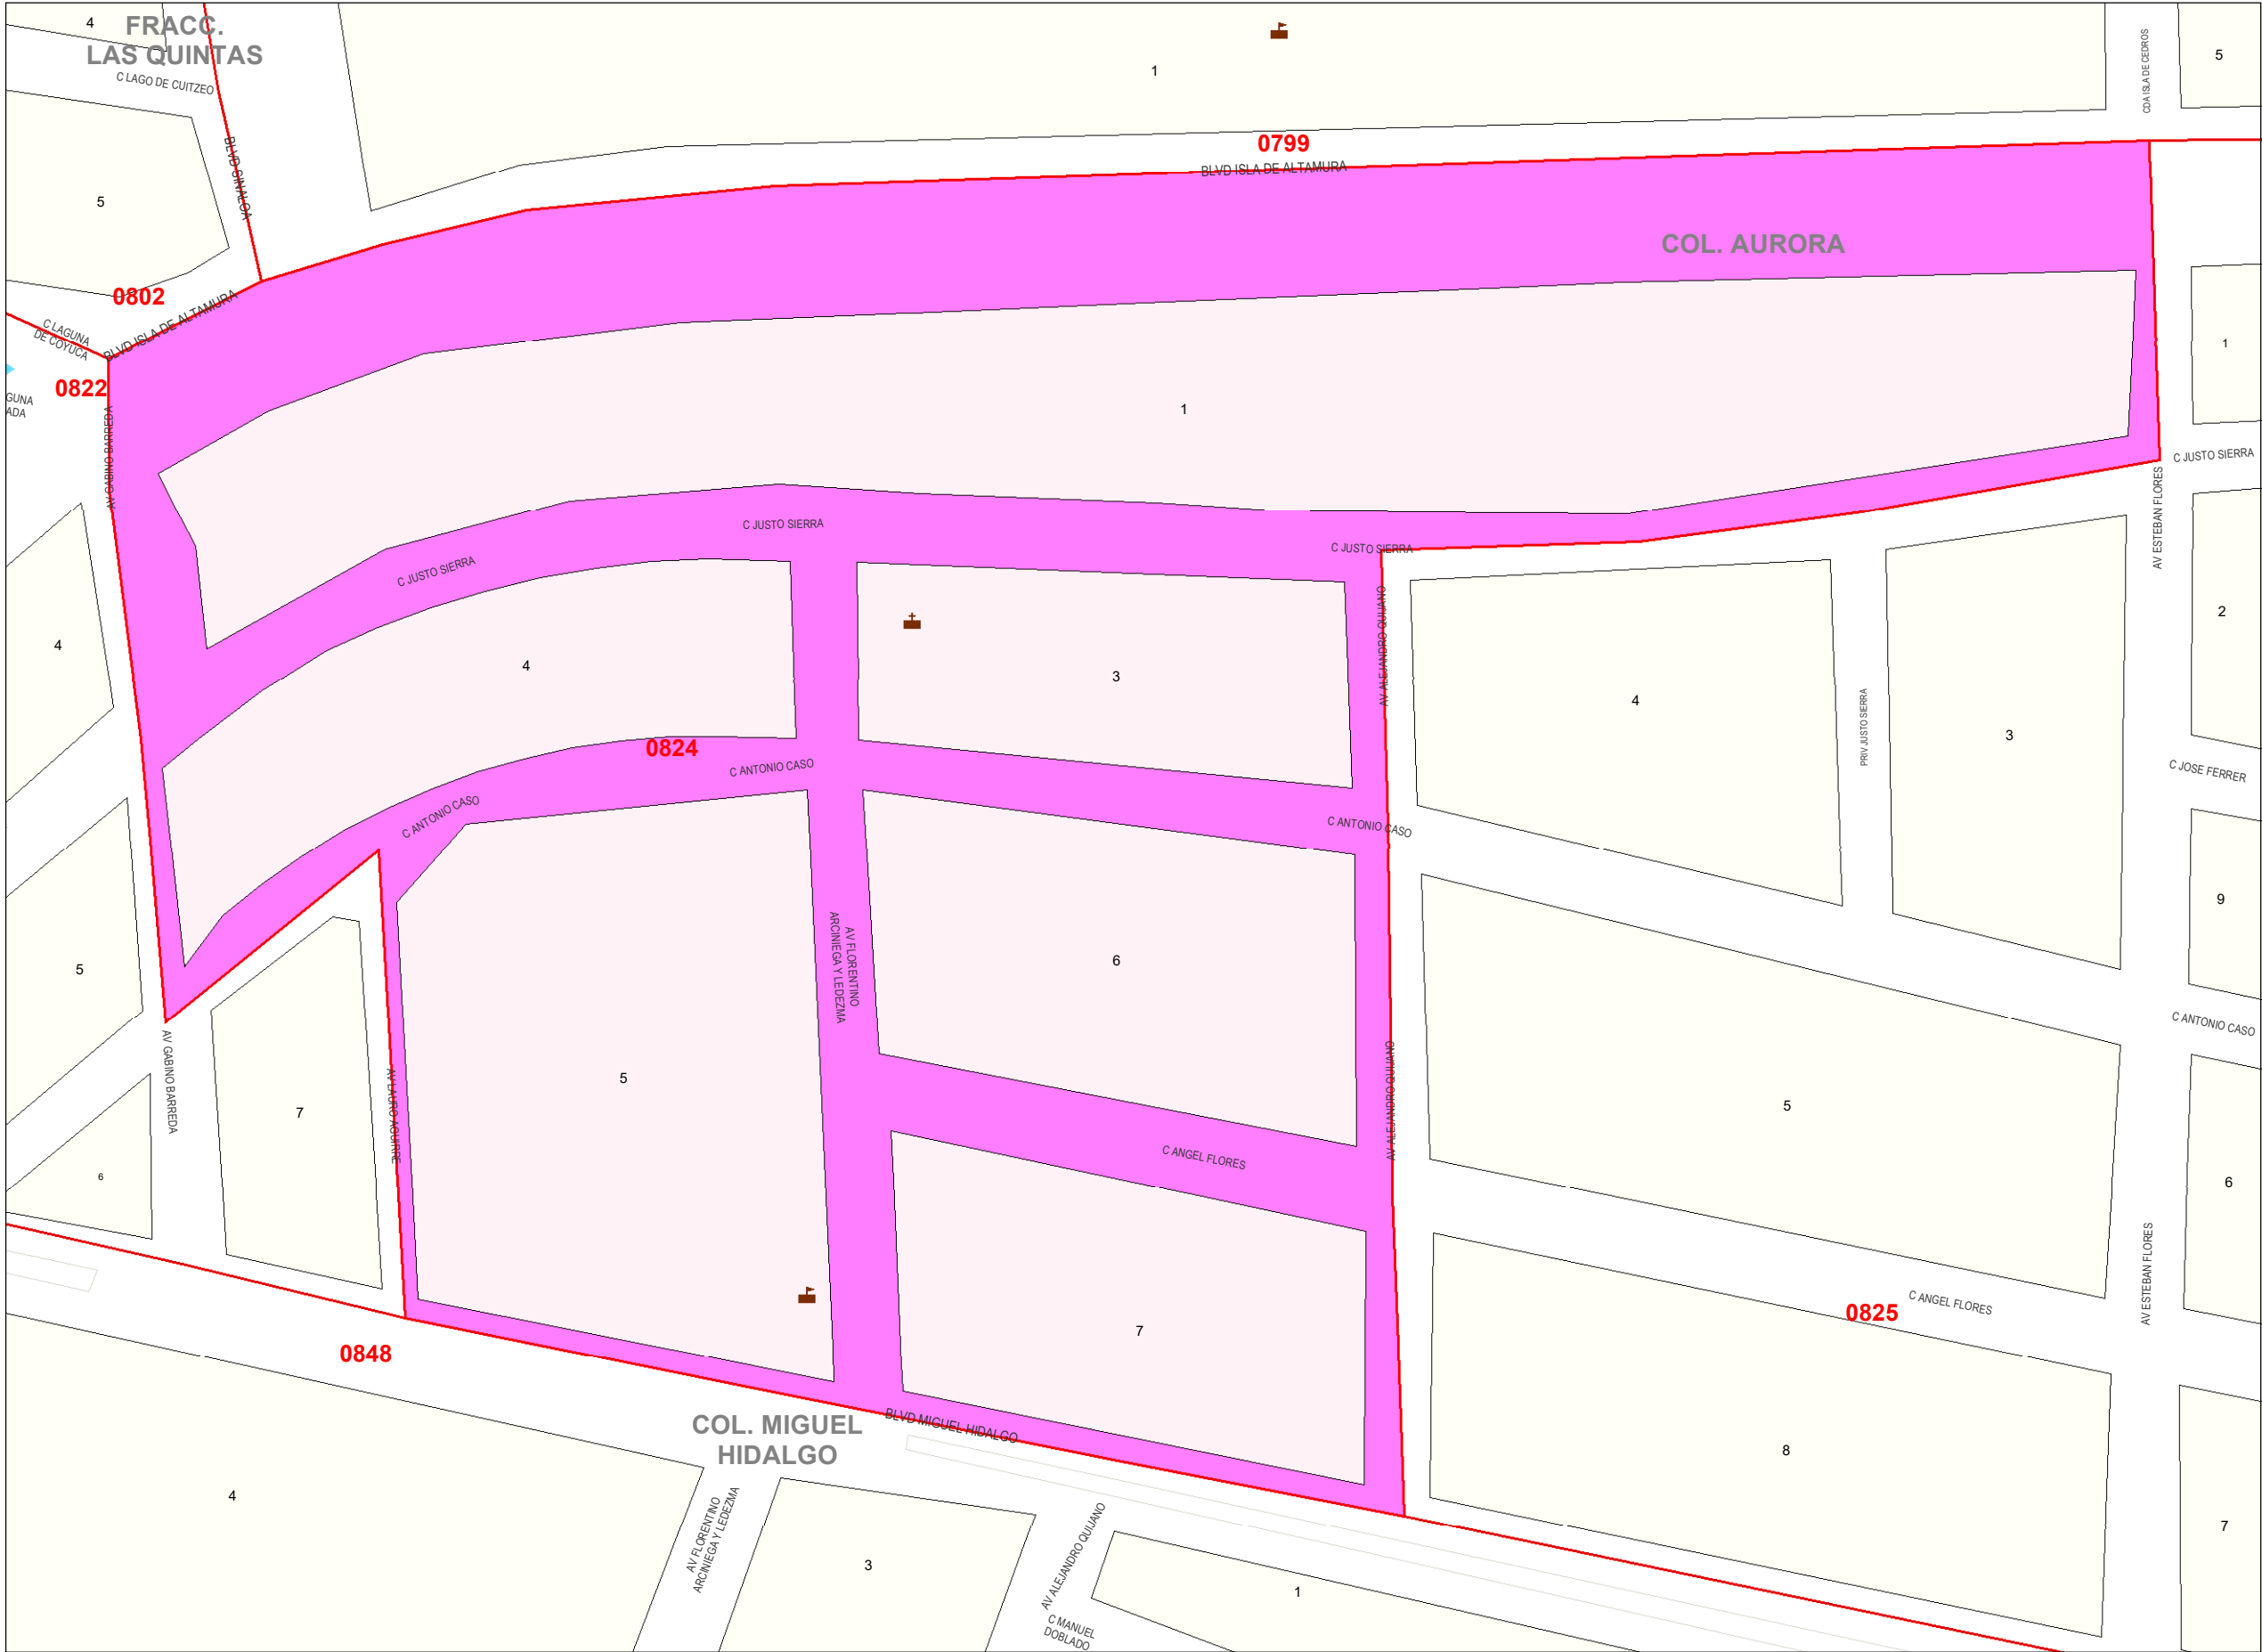 4
FRACC.
LAS QUINTAS
C LAGO DE CUITZEO
1
CDA ISLA DE CEDROS
5
BLVD SINALOA
0799
BLVD ISLA DE ALTAMURA
5
COL. AURORA
0802
BLVD ISLA DE ALTAMURA
C LAGUNA
DE COYUCA
0822
GUNA
ADA
AV GABINO BARREDA
1
1
C JUSTO SIERRA
AV ESTEBAN FLORES
C JUSTO SIERRA
C JUSTO SIERRA
C JUSTO SIERRA
AV ALEJANDRO QUIJANO
4
4
3
4
PRIV JUSTO SIERRA
3
2
0824
C ANTONIO CASO
C ANTONIO CASO
C ANTONIO CASO
C JOSE FERRER
5
AV FLORENTINO
ARCINIEGA Y LEDEZMA
6
9
C ANTONIO CASO
AV GABINO BARREDA
7
AV LAURO AGUIRRE
5
AV ALEJANDRO QUIJANO
5
6
C ANGEL FLORES
6
AV ESTEBAN FLORES
C ANGEL FLORES
0825
7
0848
COL. MIGUEL
HIDALGO
BLVD MIGUEL HIDALGO
8
4
AV FLORENTINO
ARCINIEGA Y LEDEZMA
3
AV ALEJANDRO QUIJANO
C MANUEL
DOBLADO
1
7